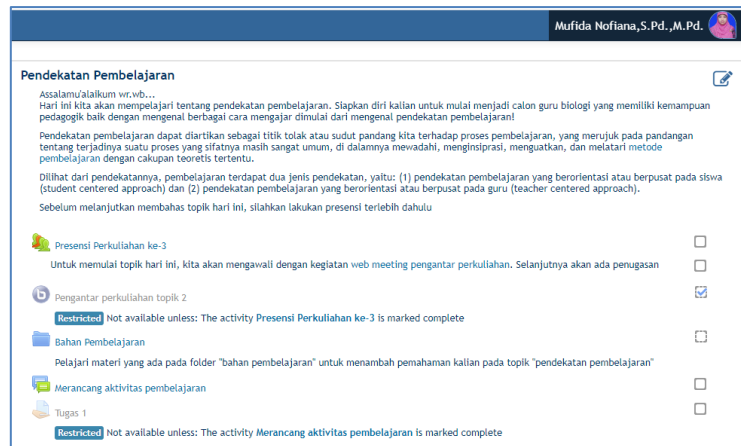 Mufida Nofiana,S.Pd.,M.Pd.
Pendekatan Pembelajaran
Assalamu'alaikum wr.wb...
Hari ini kita akan mempelajari tentang pendekatan pembelajaran. Siapkan diri kalian untuk mulai menjadi calon guru biologi yang memiliki kemampuan
pedagogik baik dengan mengenal berbagai cara mengajar dimulai dari mengenal pendekatan pembelajaran!
Pendekatan pembelajaran dapat diartikan sebagai titik tolak atau sudut pandang kita terhadap proses pembelajaran, yang merujuk pada pandangan
tentang terjadinya suatu proses yang sifatnya masih sangat umum, di dalamnya mewadahi, menginsiprasi, menguatkan, dan melatari metode
pembelajaran dengan cakupan teoretis tertentu.
Dilihat dari pendekatannya, pembelajaran terdapat dua jenis pendekatan, yaitu: (1) pendekatan pembelajaran yang berorientasi atau berpusat pada siswa
(student centered approach) dan (2) pendekatan pembelajaran yang berorientasi atau berpusat pada guru (teacher centered approach).
Sebelum melanjutkan membahas topik hari ini, silahkan lakukan presensi terlebih dahulu
Presensi Perkuliahan ke-3
Untuk memulai topik hari ini, kita akan mengawali dengan kegiatan web meeting pengantar perkuliahan. Selanjutnya akan ada penugasan
Pengantar perkuliahan topik 2
Restricted Not available unless: The activity Presensi Perkuliahan ke-3 is marked complete
Bahan Pembelajaran
Pelajari materi yang ada pada folder "bahan pembelajaran" untuk menambah pemahaman kalian pada topik "pendekatan pembelajaran"
Merancang aktivitas pembelajaran
Tugas 1
Restricted Not available unless: The activity Merancang aktivitas pembelajaran is marked complete